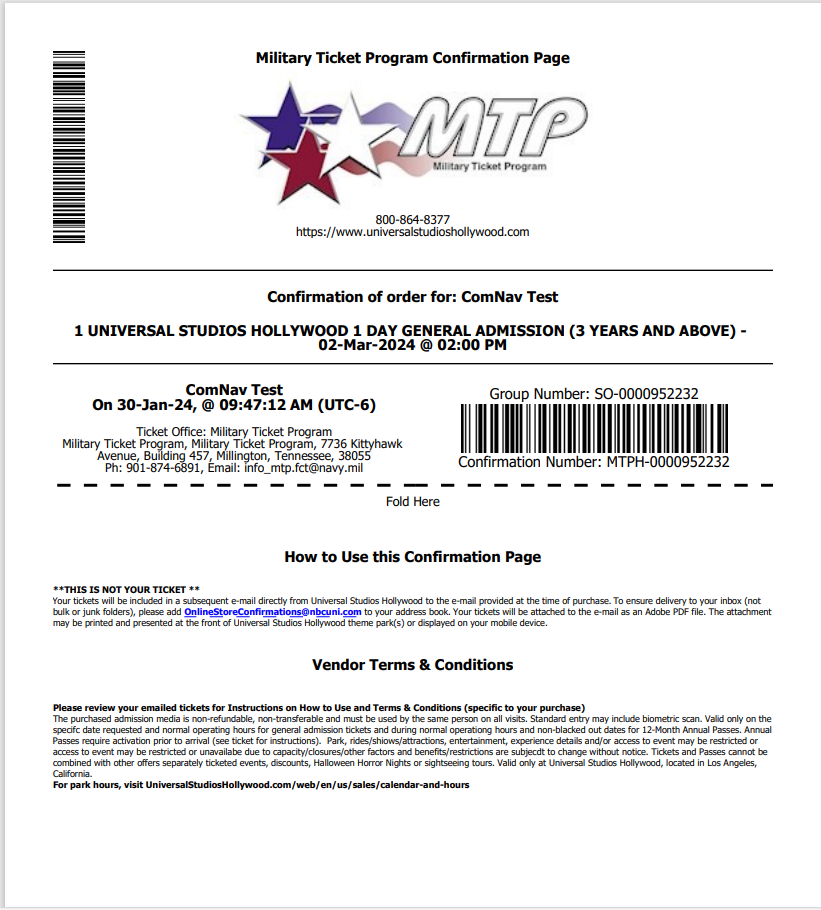 Military Ticket Program Confirmation Page
MTP
Military Ticket Program
800-864-8377
https://www.universalstudioshollywood.com
Confirmation of order for: ComNav Test
1 UNIVERSAL STUDIOS HOLLYWOOD 1 DAY GENERAL ADMISSION (3 YEARS AND ABOVE) -
02-Mar-2024 @ 02:00 PM
ComNav Test
On 30-Jan-24, @ 09:47:12 AM (UTC-6)
Ticket Office: Military Ticket Program
Military Ticket Program, Military Ticket Program, 7736 Kittyhawk
Avenue, Building 457, Millington, Tennessee, 38055
Ph: 901-874-6891, Email: info_mtp.fct@navy.mil
Group Number: SO-0000952232
Confirmation Number: MTPH-0000952232
Fold Here
How to Use this Confirmation Page
**THIS IS NOT YOUR TICKET **
Your tickets will be included in a subsequent e-mail directly from Universal Studios Hollywood to the e-mail provided at the time of purchase. To ensure delivery to your inbox (not
bulk or junk folders), please add OnlineStoreConfirmations@nbcuni.com to your address book. Your tickets will be attached to the e-mail as an Adobe PDF file. The attachment
may be printed and presented at the front of Universal Studios Hollywood theme park(s) or displayed on your mobile device.
Vendor Terms & Conditions
Please review your emailed tickets for Instructions on How to Use and Terms & Conditions (specific to your purchase)
The purchased admission media is non-refundable, non-transferable and must be used by the same person on all visits. Standard entry may include biometric scan. Valid only on the
specifc date requested and normal operating hours for general admission tickets and during normal operationg hours and non-blacked out dates for 12-Month Annual Passes. Annual
Passes require activation prior to arrival (see ticket for instructions).  Park, rides/shows/attractions, entertainment, experience details and/or access to event may be restricted or
access to event may be restricted or unavailabe due to capacity/closures/other factors and benefits/restrictions are subjecdt to change without notice. Tickets and Passes cannot be
combined with other offers separately ticketed events, discounts, Halloween Horror Nights or sightseeing tours. Valid only at Universal Studios Hollywood, located in Los Angeles,
California.
For park hours, visit UniversalStudiosHollywood.com/web/en/us/sales/calendar-and-hours